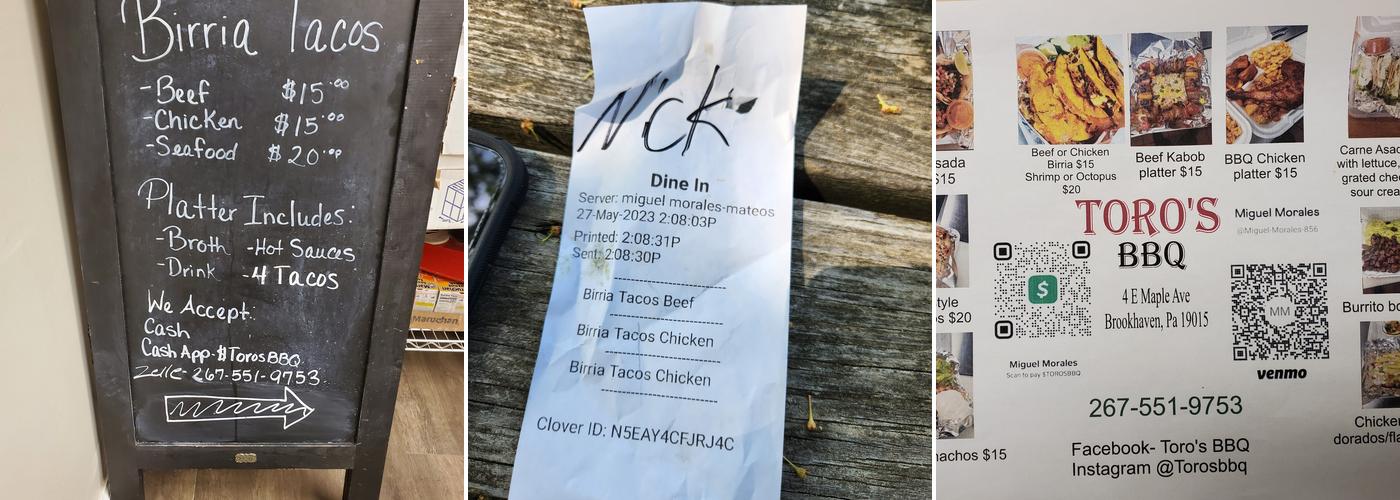 Birria Tacos
-Beef $15.00
-Chicken $15.00
-Seafood $20.00
Platter Includes:
-Broth -Hot Sauces
-Drink -4 Tacos
We Accept:
Cash
Cash App-$TorosBBQ
Zelle- 267-551-9753
Maruchan
Nick
Dine In
Server: miguel morales-mateos
27-May-2023 2:08:03P
Printed: 2:08:31P
Sent: 2:08:30P
Birria Tacos Beef
Birria Tacos Chicken
Birria Tacos Chicken
Clover ID: N5EAY4CFJRJ4C
sada
$15
Beef or Chicken
Birria $15
Shrimp or Octopus
$20
Beef Kabob
platter $15
BBQ Chicken
platter $15
Carne Asad
with lettuce,
grated chee
sour crea
TORO'S
BBQ
4 E Maple Ave
Brookhaven, Pa 19015
Miguel Morales
@Miguel-Morales-856
$
MM
Miguel Morales
Scan to pay $TOROSBBQ
venmo
tyle
s $20
Burrito bo
267-551-9753
Facebook- Toro's BBQ
Instagram @Torosbbq
nachos $15
Chicken
dorados/fla